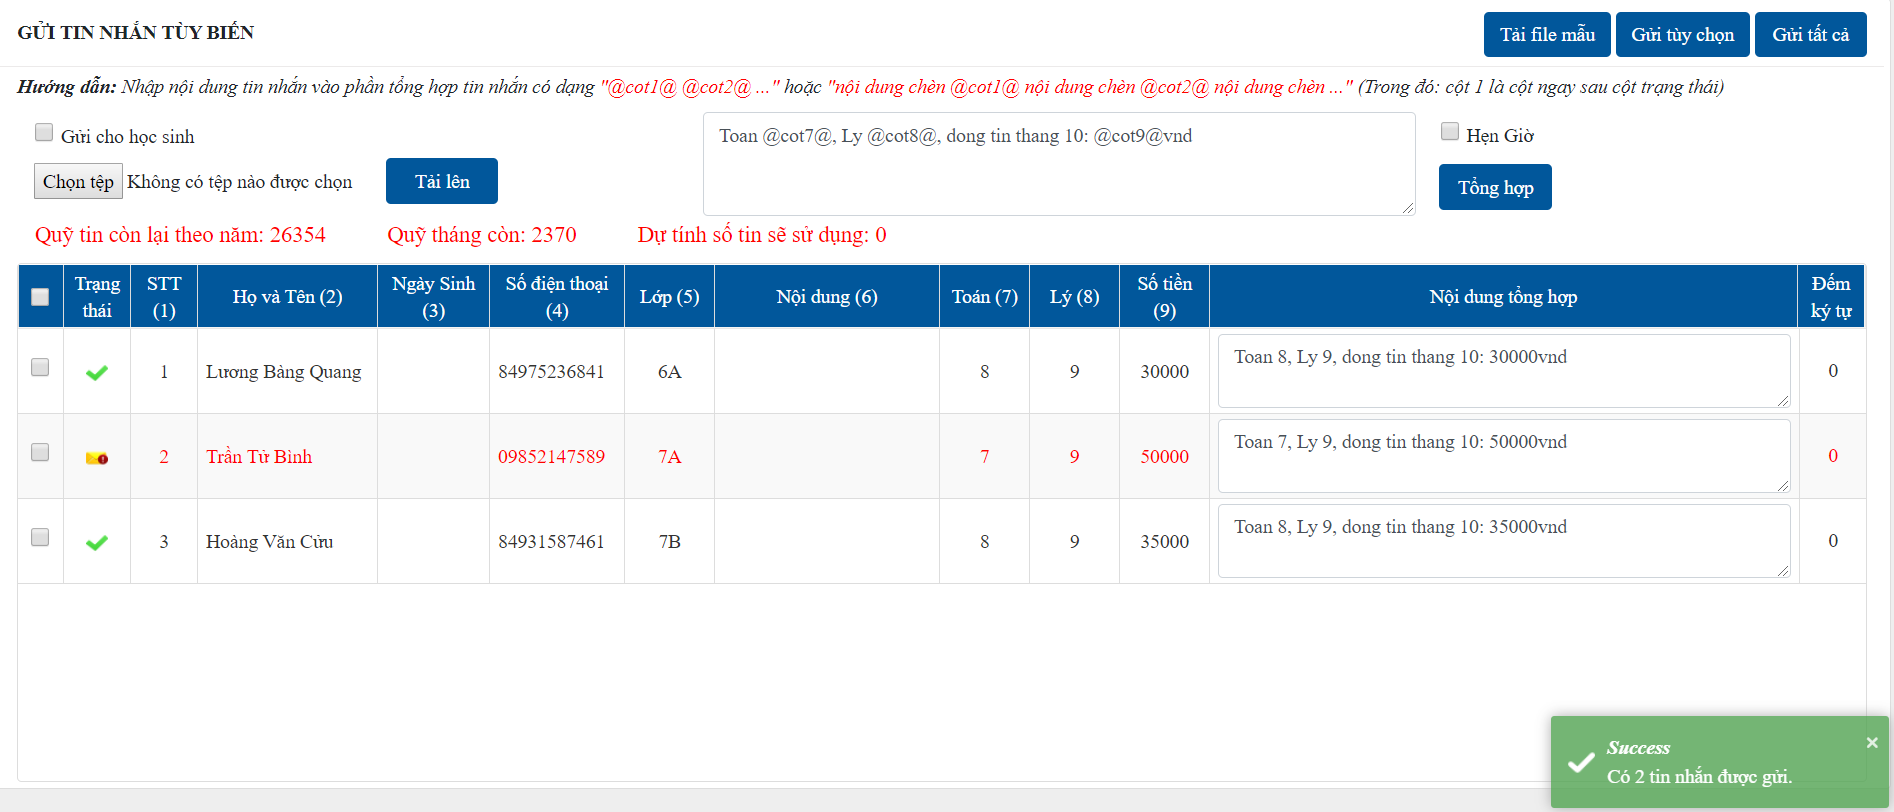 GỬI TIN NHẮN TÙY BIẾN
Tải file mẫu
Gửi tùy chọn
Gửi tất cả
Hướng dẫn: Nhập nội dung tin nhắn vào phần tổng hợp tin nhắn có dạng "@cot1@ @cot2@ ..." hoặc "nội dung chèn @cot1@ nội dung chèn @cot2@ nội dung chèn ..." (Trong đó: cột 1 là cột ngay sau cột trạng thái)
Gửi cho học sinh
Toan @cot7@, Ly @cot8@, dong tin thang 10: @cot9@vnd
Hẹn Giờ
Chọn tệp Không có tệp nào được chọn
Tải lên
Tổng hợp
Quỹ tin còn lại theo năm: 26354
Quỹ tháng còn: 2370
Dự tính số tin sẽ sử dụng: 0
Trạng thái STT (1) Họ và Tên (2) Ngày Sinh (3) Số điện thoại (4) Lớp (5) Nội dung (6) Toán (7) Lý (8) Số tiền (9) Nội dung tổng hợp Đếm ký tự
1 Lương Bàng Quang 84975236841 6A 8 9 30000 Toan 8, Ly 9, dong tin thang 10: 30000vnd 0
2 Trần Tử Bình 09852147589 7A 7 9 50000 Toan 7, Ly 9, dong tin thang 10: 50000vnd 0
3 Hoàng Văn Cửu 84931587461 7B 8 9 35000 Toan 8, Ly 9, dong tin thang 10: 35000vnd 0
Success
Có 2 tin nhắn được gửi.